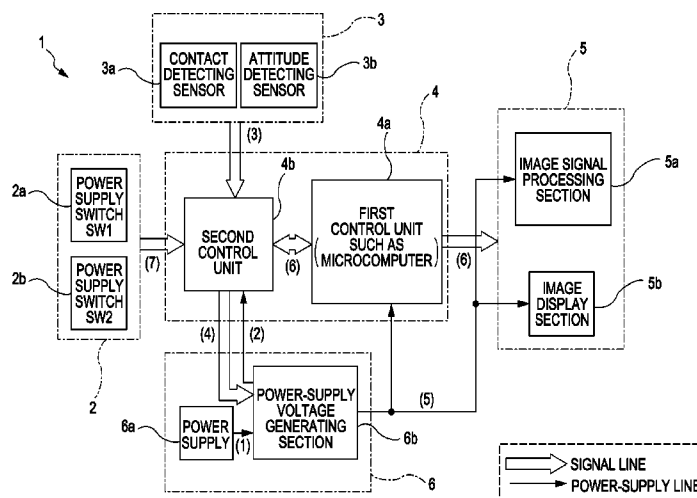 1
3
3a
CONTACT
DETECTING
SENSOR
ATTITUDE
DETECTING
SENSOR
3b
(3)
4
4a
4b
5
2a
POWER
SUPPLY
SWITCH
SW1
2b
POWER
SUPPLY
SWITCH
SW2
2
(7)
SECOND
CONTROL
UNIT
(6)
FIRST
CONTROL UNIT
(SUCH AS
MICROCOMPUTER)
(6)
IMAGE SIGNAL
PROCESSING
SECTION
5a
IMAGE
DISPLAY
SECTION
5b
(4)
(2)
(5)
6a
POWER
SUPPLY
(1)
POWER-SUPPLY
VOLTAGE
GENERATING
SECTION
6b
6
SIGNAL LINE
POWER-SUPPLY LINE